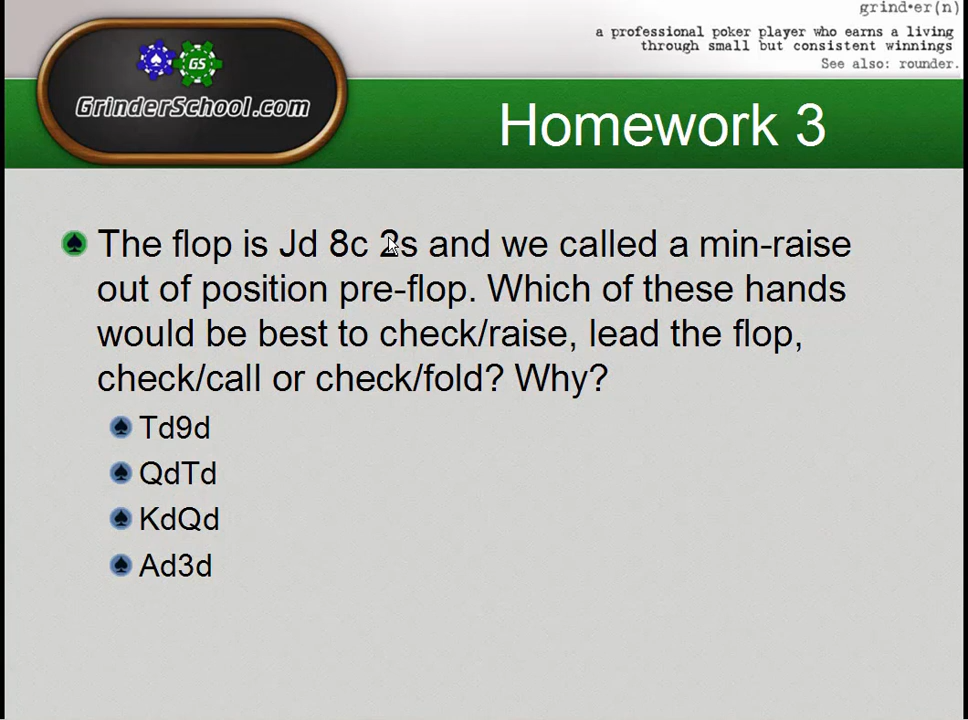 grind•er(n)
a professional poker player who earns a living
through small but consistent winnings
See also: rounder.
GS
GrinderSchool.com
Homework 3
The flop is Jd 8c 2s and we called a min-raise
out of position pre-flop. Which of these hands
would be best to check/raise, lead the flop,
check/call or check/fold? Why?
Td9d
QdTd
KdQd
Ad3d